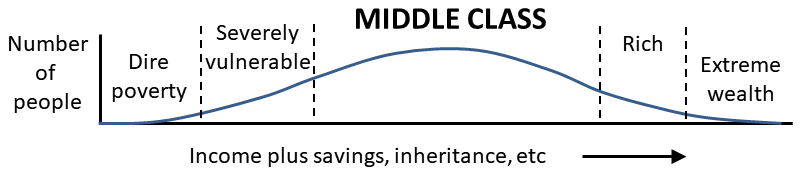 MIDDLE CLASS
Number
of
people
Dire
poverty
Severely
vulnerable
Rich
Extreme
wealth
Income plus savings, inheritance, etc